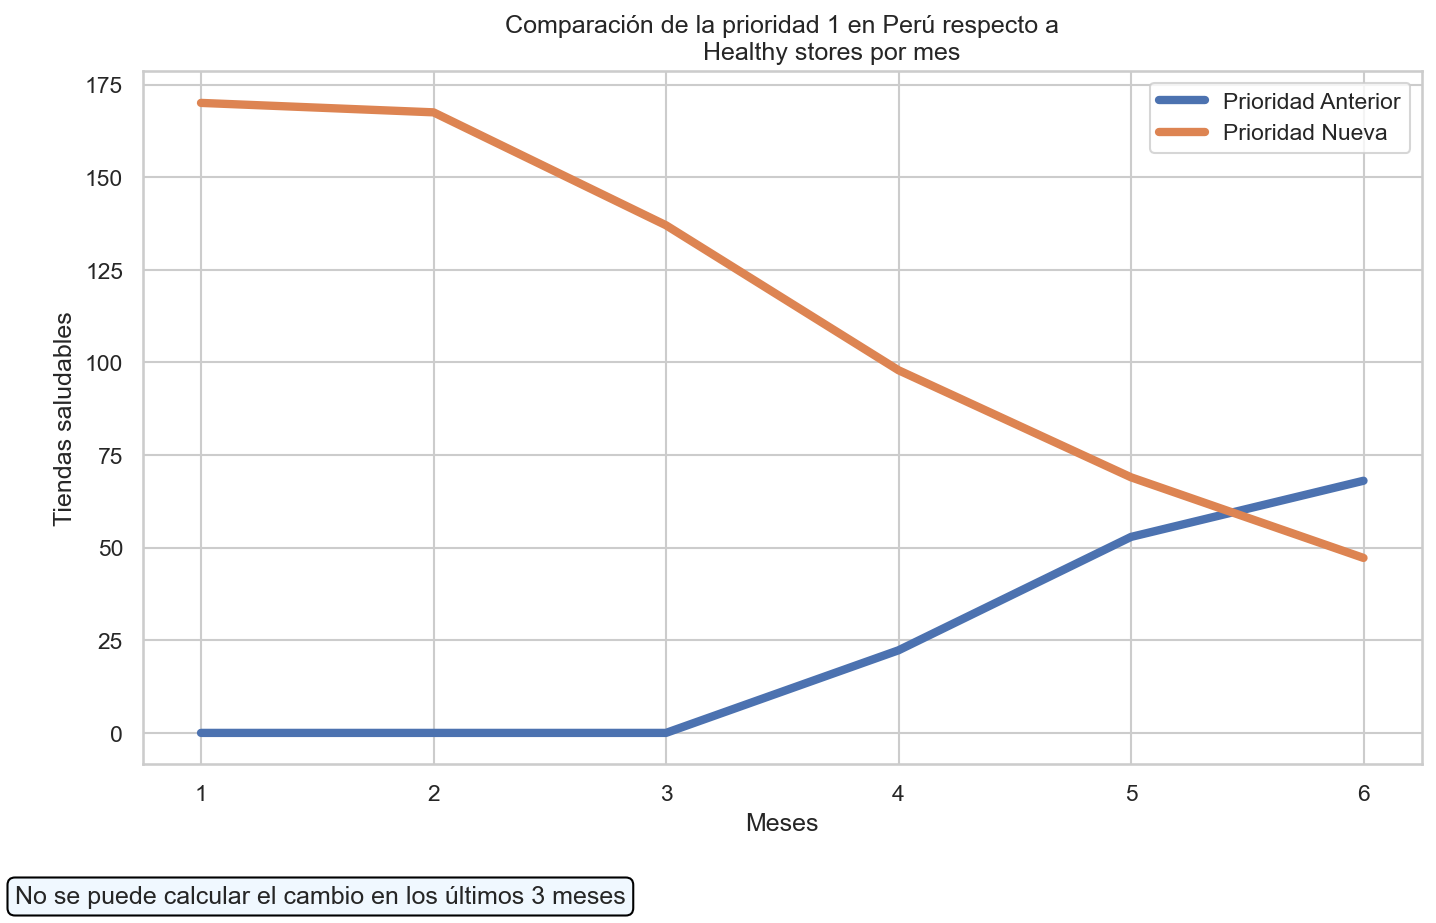 Comparación de la prioridad 1 en Perú respecto a
Healthy stores por mes
Prioridad Anterior
Prioridad Nueva
Tiendas saludables
175
150
125
100
75
50
25
0
1 2 3 4 5 6
Meses
No se puede calcular el cambio en los últimos 3 meses